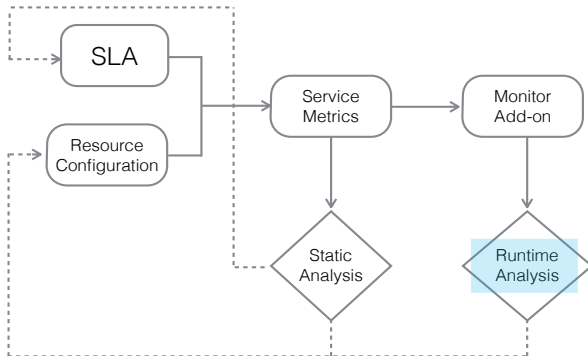 SLA
Resource
Configuration
Service
Metrics
Monitor
Add-on
Static
Analysis
Runtime
Analysis